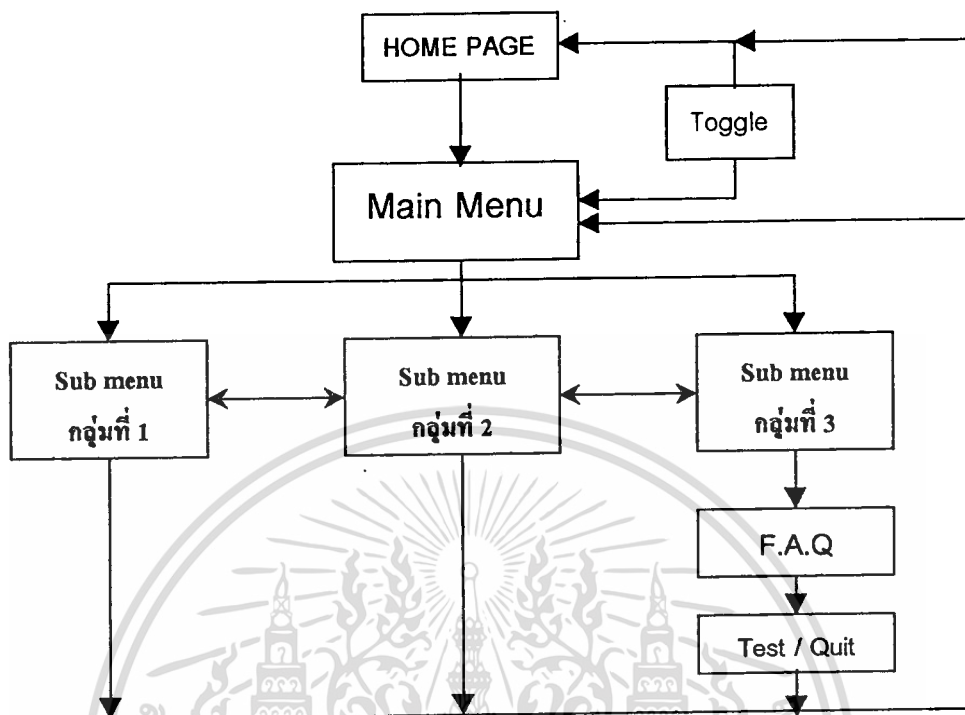 HOME PAGE
Toggle
Main Menu
Sub menu
กลุ่มที่ 1
Sub menu
กลุ่มที่ 2
Sub menu
กลุ่มที่ 3
F.A.Q
Test / Quit